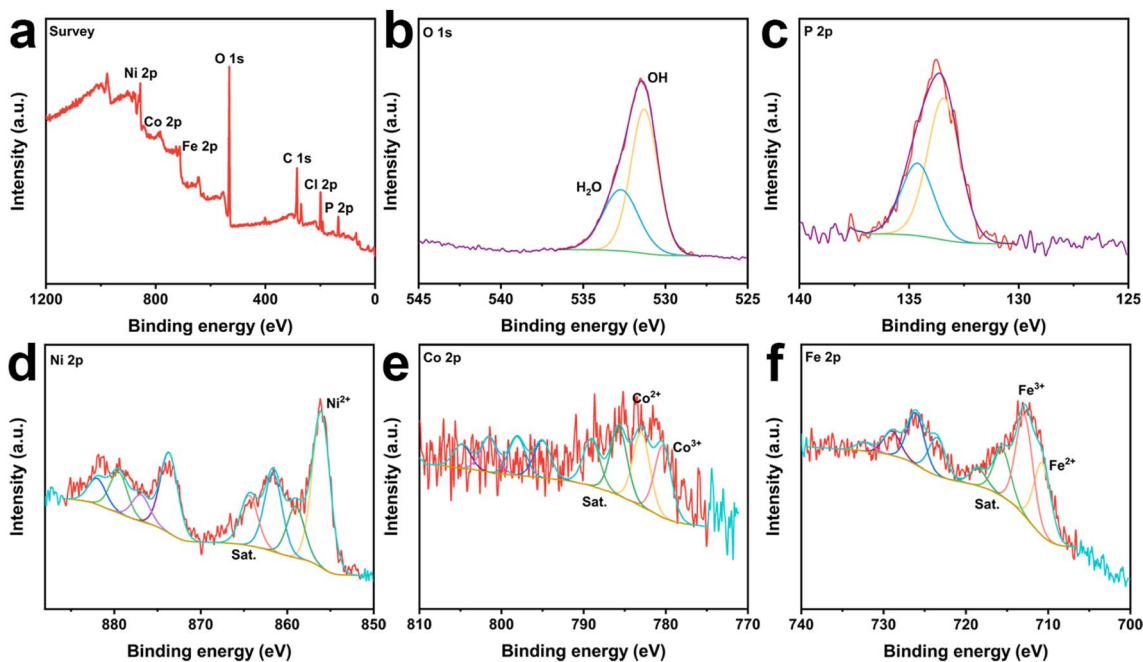 a
Survey
Intensity (a.u.)
Ni 2p
Co 2p
Fe 2p
O 1s
C 1s
Cl 2p
P 2p
1200 800 400 0
Binding energy (eV)
b
O 1s
Intensity (a.u.)
OH
H₂O
545 540 535 530 525
Binding energy (eV)
c
P 2p
Intensity (a.u.)
140 135 130 125
Binding energy (eV)
d
Ni 2p
Intensity (a.u.)
Ni²⁺
Sat.
880 870 860 850
Binding energy (eV)
e
Co 2p
Intensity (a.u.)
Co²⁺
Co³⁺
Sat.
810 800 790 780 770
Binding energy (eV)
f
Fe 2p
Intensity (a.u.)
Fe³⁺
Fe²⁺
Sat.
740 730 720 710 700
Binding energy (eV)